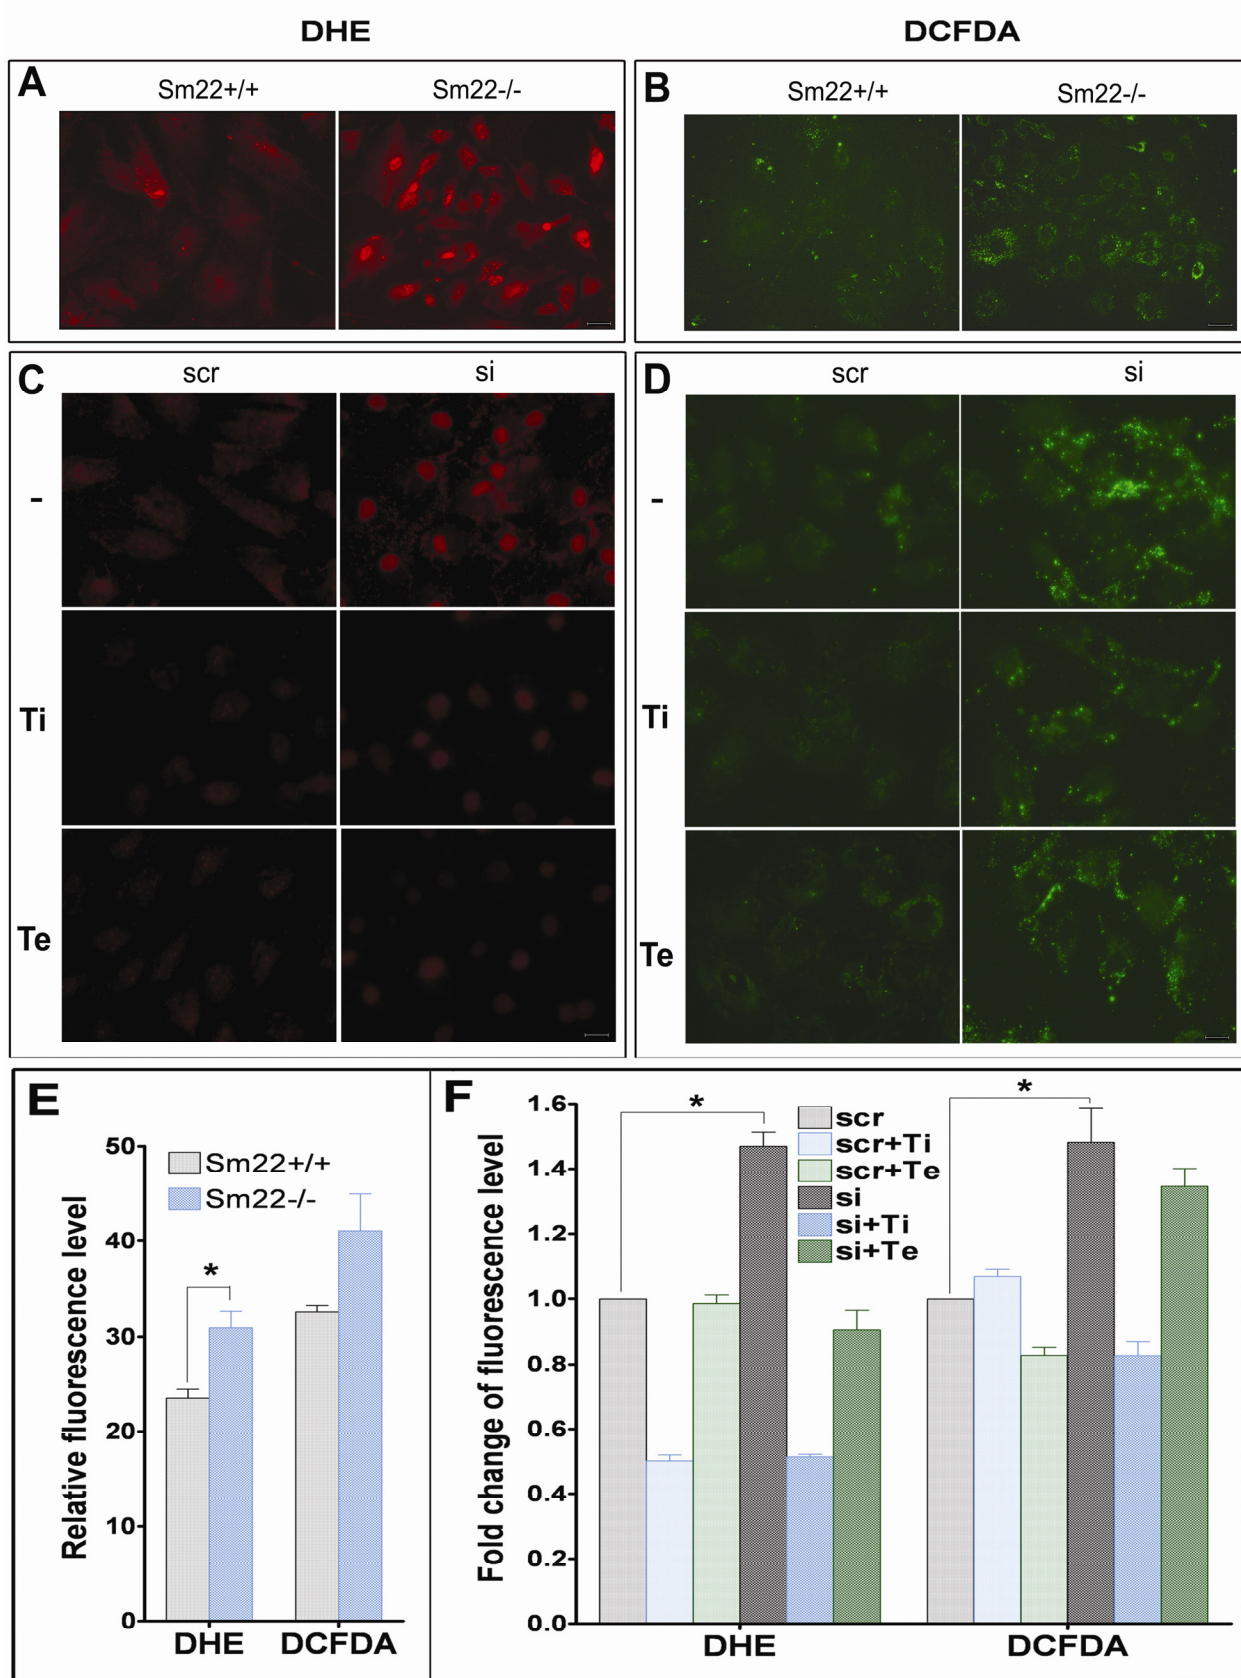 DHE DCFDA
A
Sm22+/+ Sm22-/-
B
Sm22+/+ Sm22-/-
C
scr si
-
Ti
Te
D
scr si
-
Ti
Te
E
Relative fluorescence level
50
40
30
20
10
0
Sm22+/+
Sm22-/-
*
DHE DCFDA
F
Fold change of fluorescence level
1.6
1.4
1.2
1.0
0.8
0.6
0.4
0.2
0.0
*
*
scr
scr+Ti
scr+Te
si
si+Ti
si+Te
DHE DCFDA